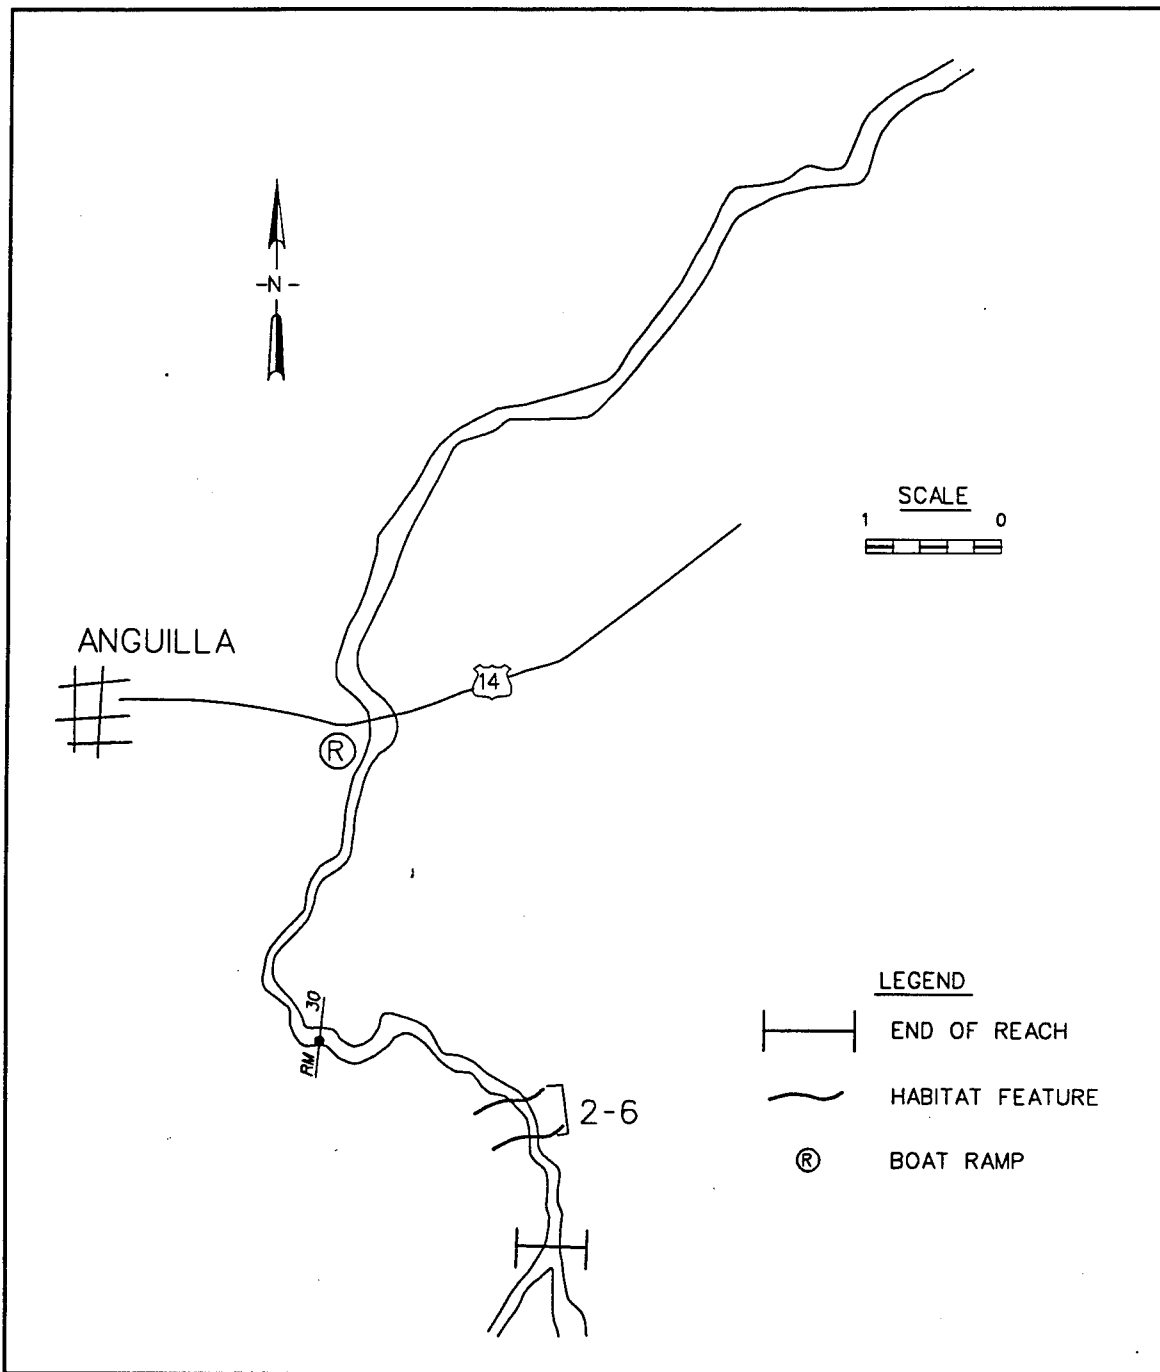 -N-
SCALE
1 0
ANGUILLA
14
R
30
RM
LEGEND
END OF REACH
HABITAT FEATURE
2-6
R BOAT RAMP